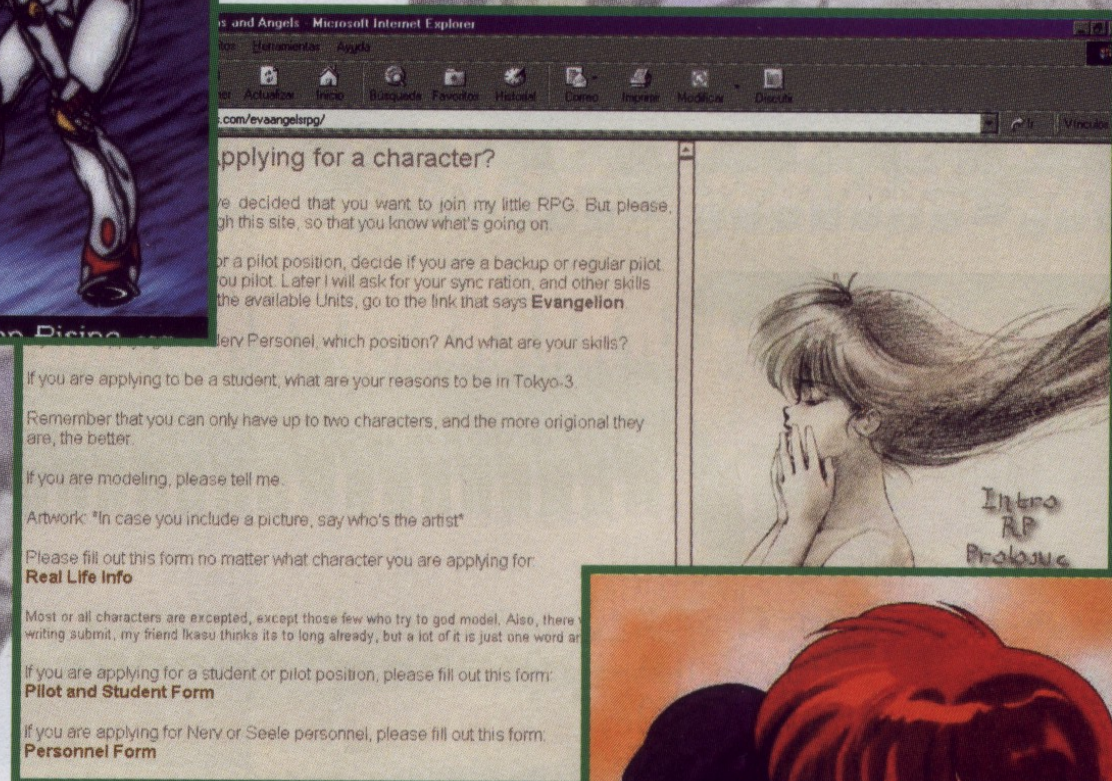 s and Angels - Microsoft Internet Explorer
Herramientas Ayuda
Actualizar Inicio Búsqueda Favoritos Historial Correo Imprimir Modificar Discutir
.com/evaangelsrpg/
Ir Vínculos
pplying for a character?
ve decided that you want to join my little RPG. But please,
gh this site, so that you know what's going on.
or a pilot position, decide if you are a backup or regular pilot.
ou pilot. Later I will ask for your sync ration, and other skills
the available Units, go to the link that says Evangelion.
Nerv Personel, which position? And what are your skills?
If you are applying to be a student, what are your reasons to be in Tokyo-3.
Remember that you can only have up to two characters, and the more origional they
are, the better.
If you are modeling, please tell me.
Artwork: *In case you include a picture, say who's the artist*
Please fill out this form no matter what character you are applying for:
Real Life Info
Most or all characters are excepted, except those few who try to god model. Also, there
writing submit, my friend Ikasu thinks its to long already, but a lot of it is just one word
If you are applying for a student or pilot position, please fill out this form:
Pilot and Student Form
If you are applying for Nerv or Seele personnel, please fill out this form:
Personnel Form
Intro
RP
Prologue
Rising